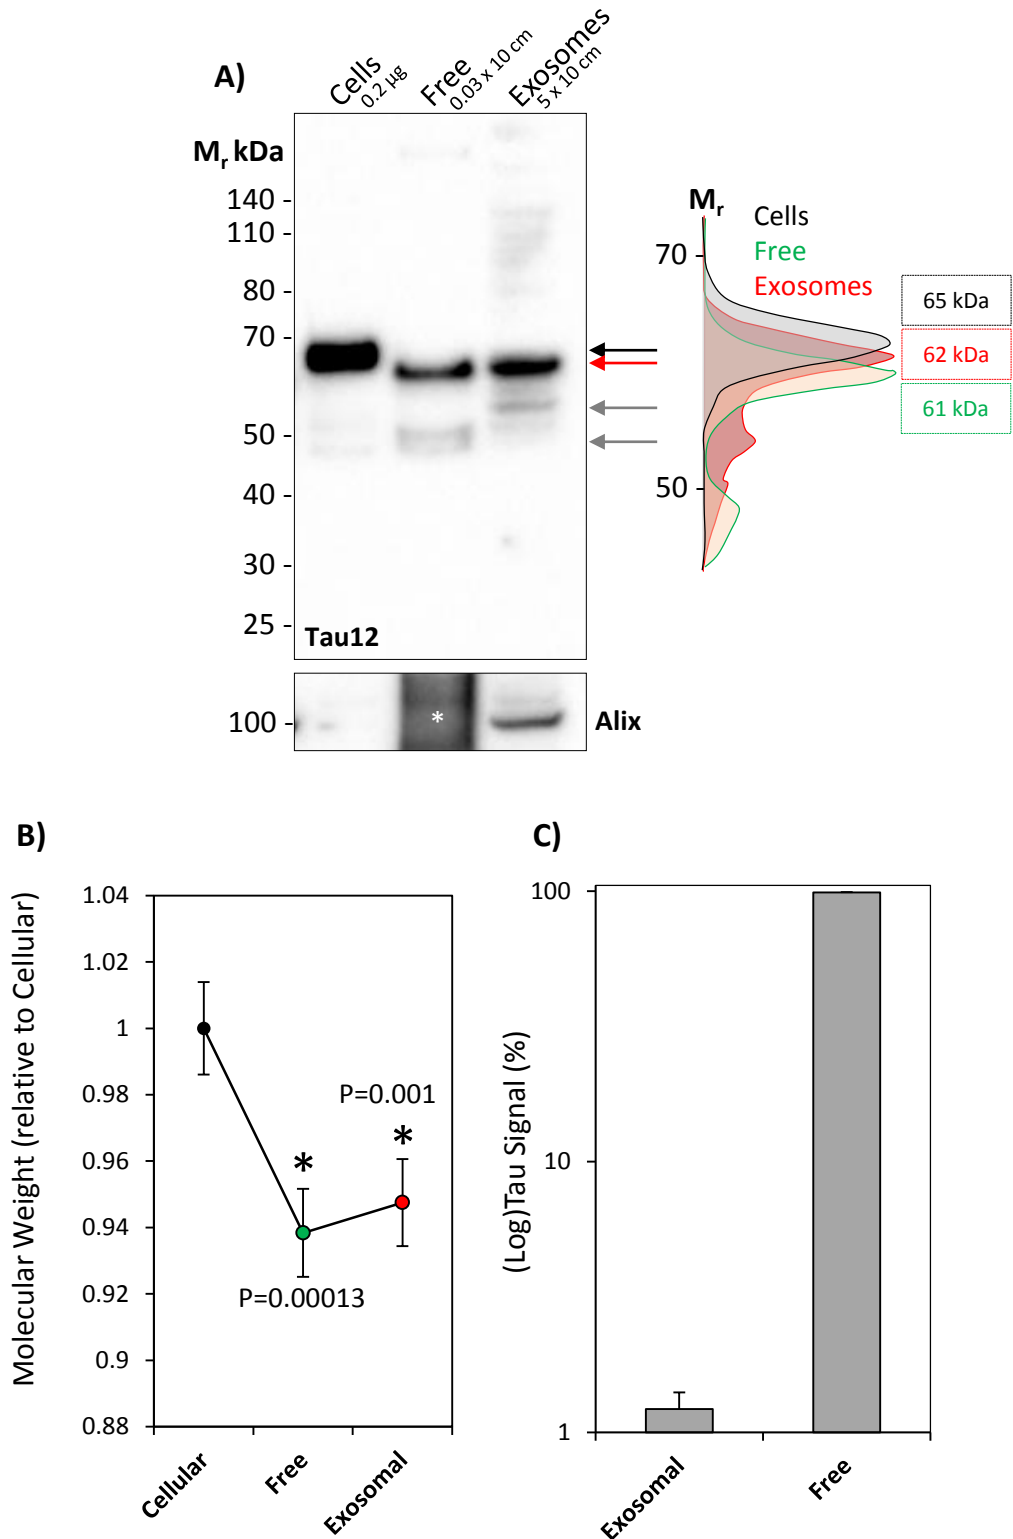 A)
Cells
0.2 µg
Free
0.03 x 10 cm
Exosomes
5 x 10 cm
Mr kDa
140 -
110 -
80 -
70 -
50 -
40 -
30 -
25 -
Tau12
100 -
*
Alix
Mr
Cells
Free
Exosomes
70
50
65 kDa
62 kDa
61 kDa
B)
Molecular Weight (relative to Cellular)
1.04
1.02
1
0.98
0.96
0.94
0.92
0.9
0.88
P=0.001
*
*
P=0.00013
Cellular
Free
Exosomal
C)
(Log)Tau Signal (%)
100
10
1
Exosomal
Free